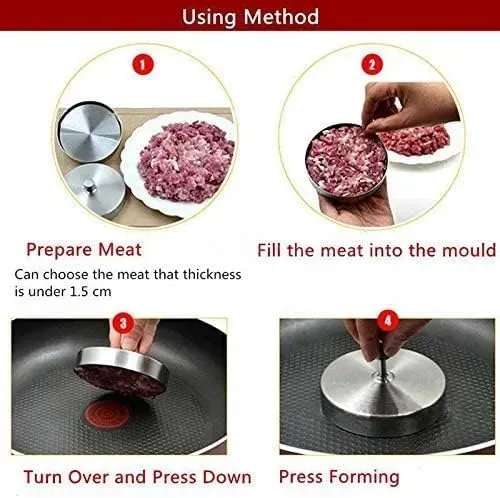 Using Method
1
2
Prepare Meat
Can choose the meat that thickness
is under 1.5 cm
Fill the meat into the mould
3
4
Turn Over and Press Down
Press Forming